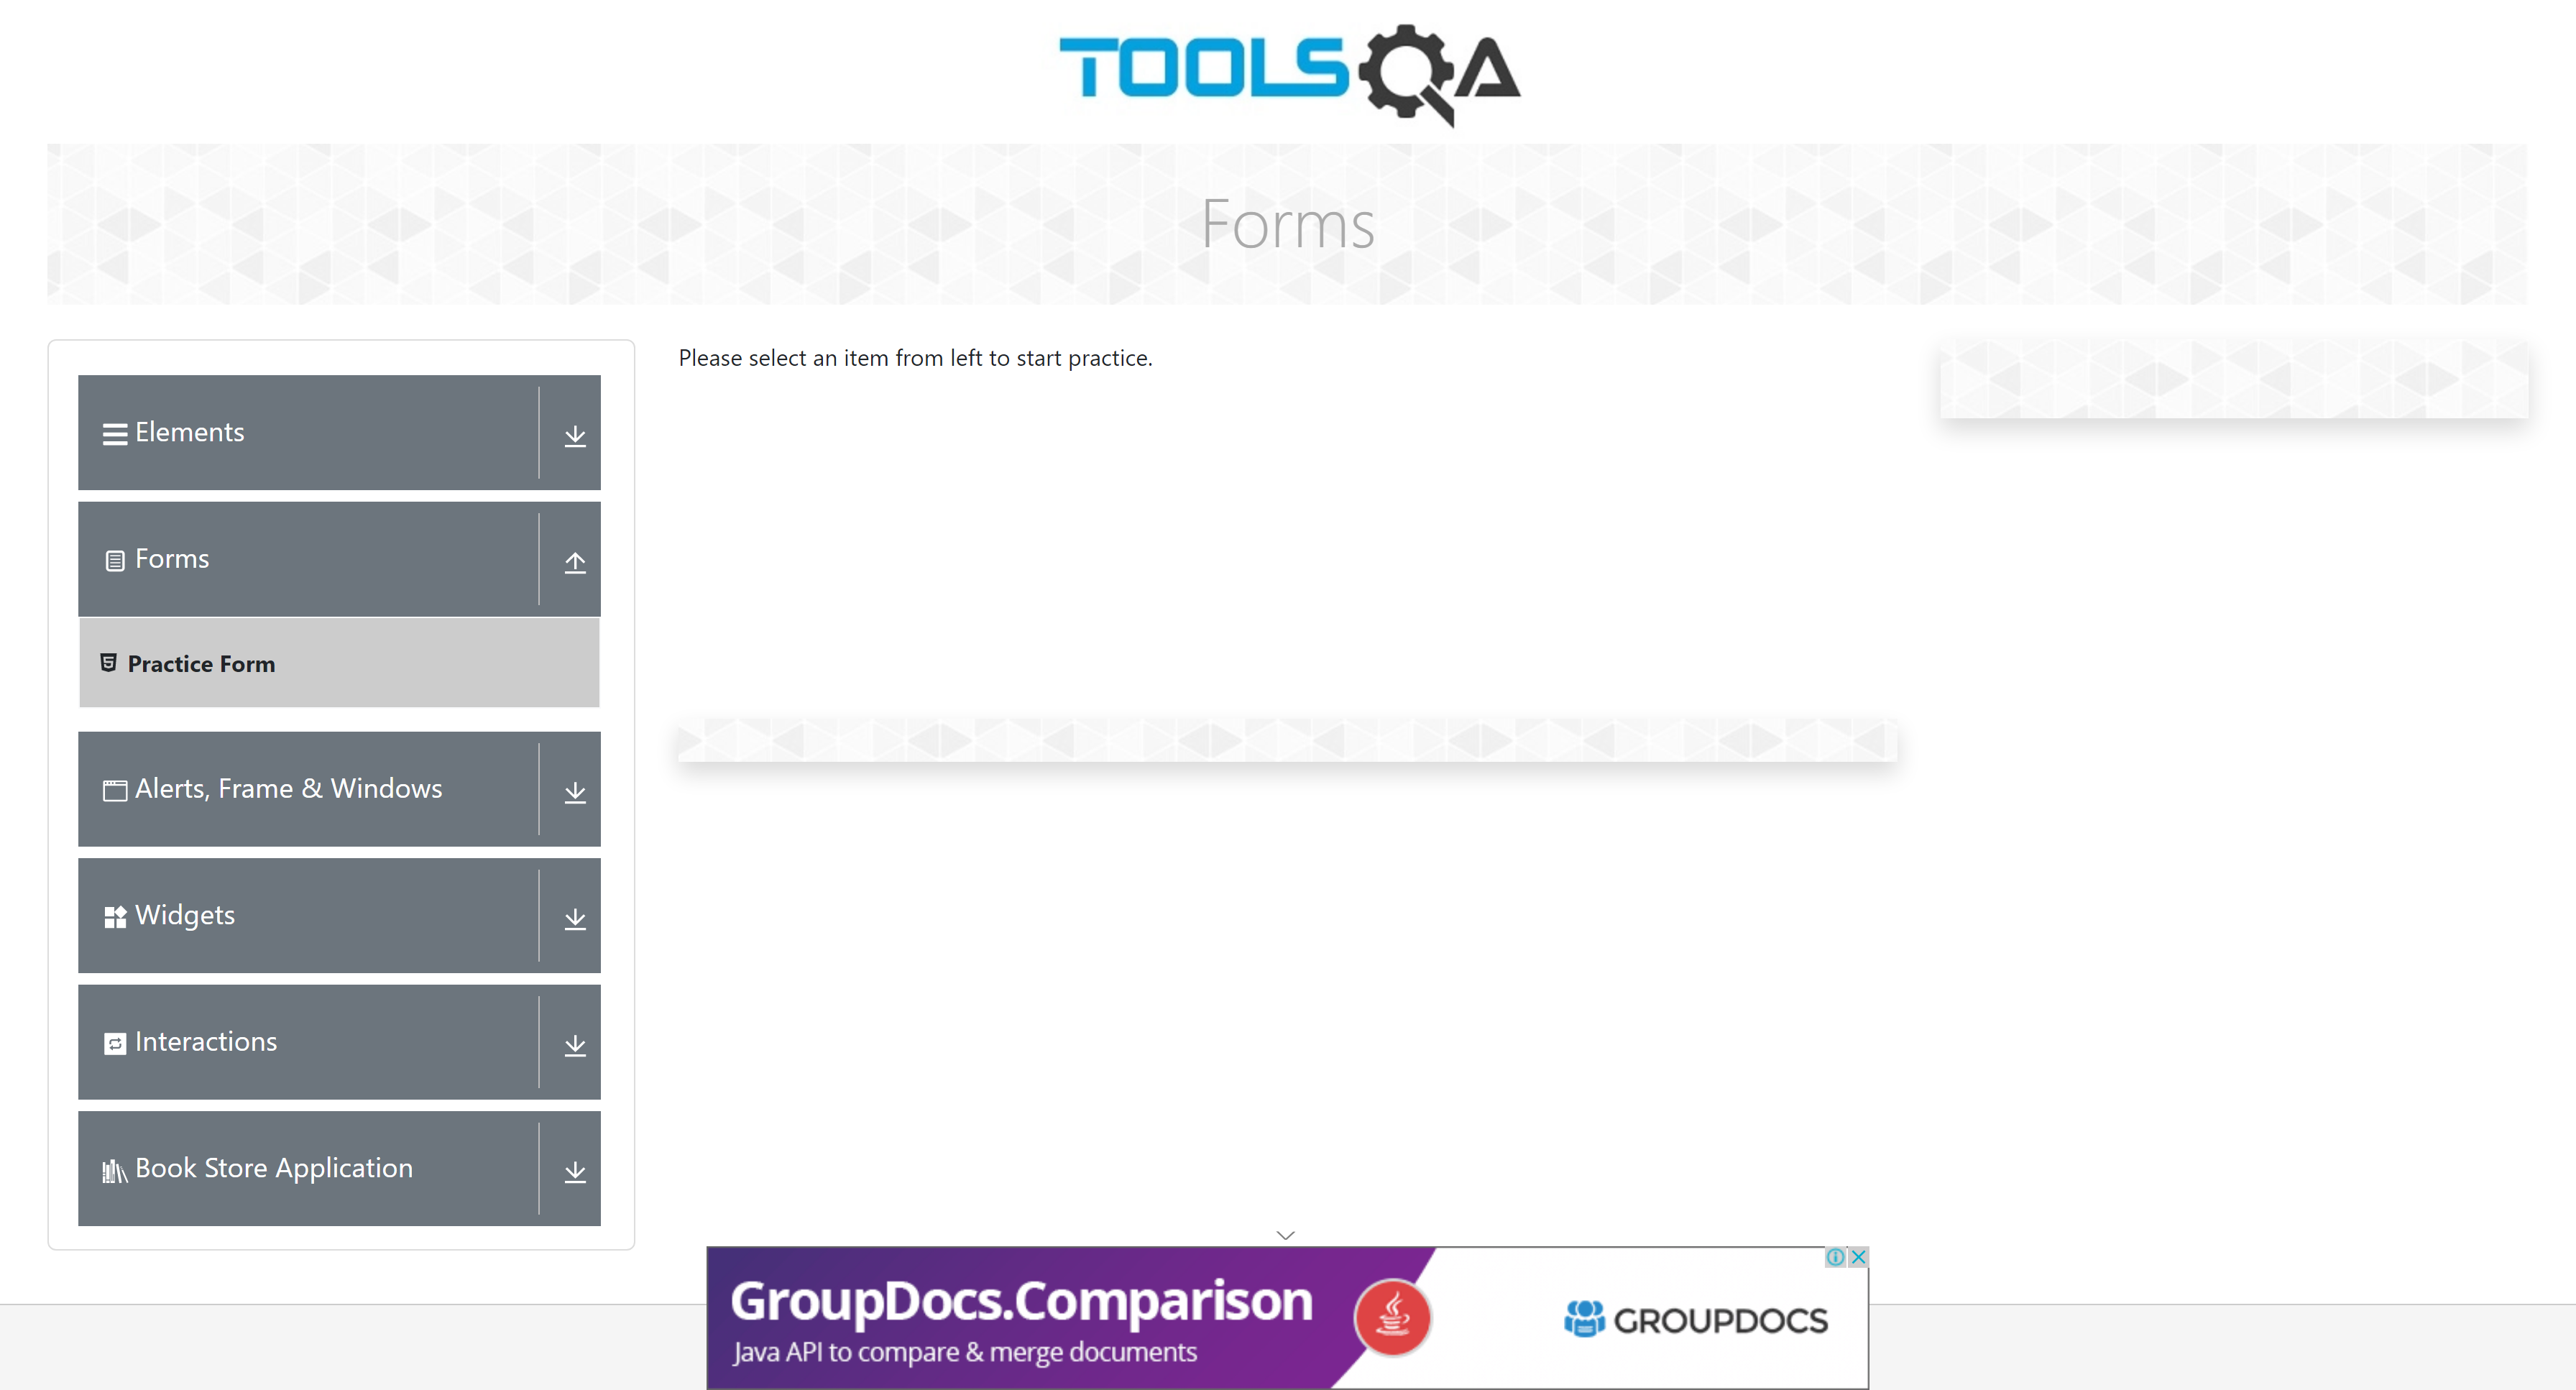 TOOLSQA
Forms
Elements
Forms
Practice Form
Alerts, Frame & Windows
Widgets
Interactions
Book Store Application
Please select an item from left to start practice.
GroupDocs.Comparison
Java API to compare & merge documents
GROUPDOCS